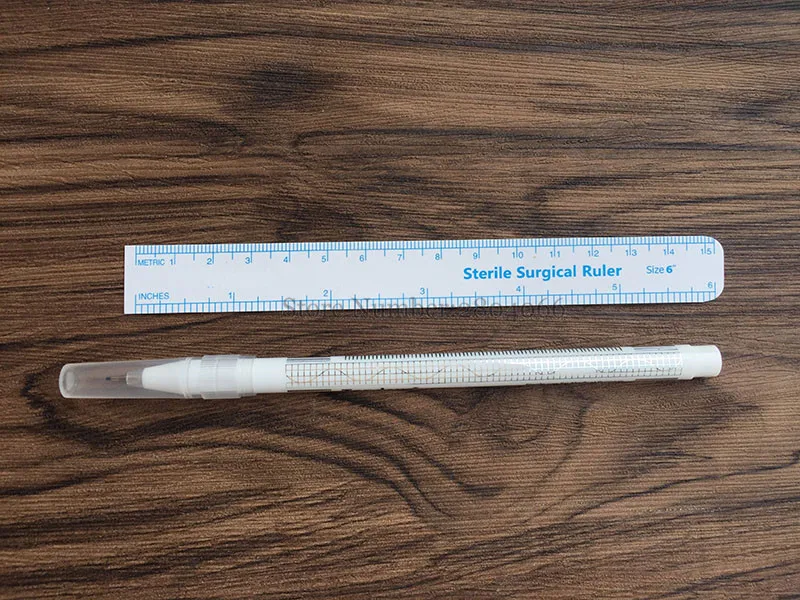 METRIC 1 2 3 4 5 6 7 8 9 10 11 12 13 14 15
Sterile Surgical Ruler Size 6"
INCHES 1 2 3 4 5 6